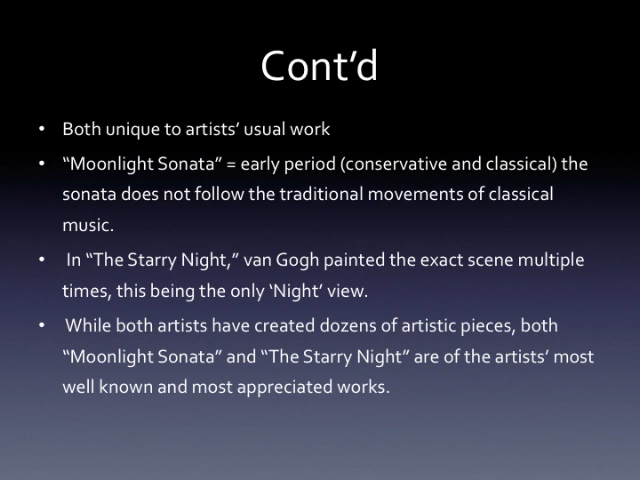 Cont’d
• Both unique to artists’ usual work
• “Moonlight Sonata” = early period (conservative and classical) the
sonata does not follow the traditional movements of classical
music.
• In “The Starry Night,” van Gogh painted the exact scene multiple
times, this being the only ‘Night’ view.
• While both artists have created dozens of artistic pieces, both
“Moonlight Sonata” and “The Starry Night” are of the artists’ most
well known and most appreciated works.